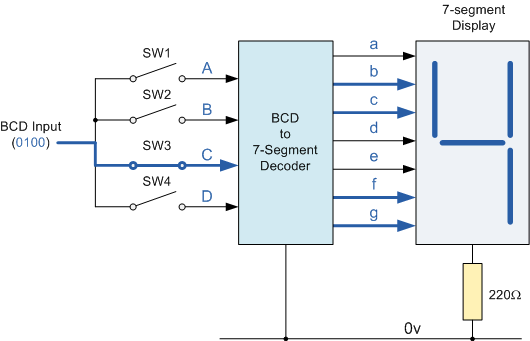 7-segment
Display
SW1
A
SW2
B
BCD Input
(0100)
SW3
C
SW4
D
BCD
to
7-Segment
Decoder
a
b
c
d
e
f
g
220Ω
0v